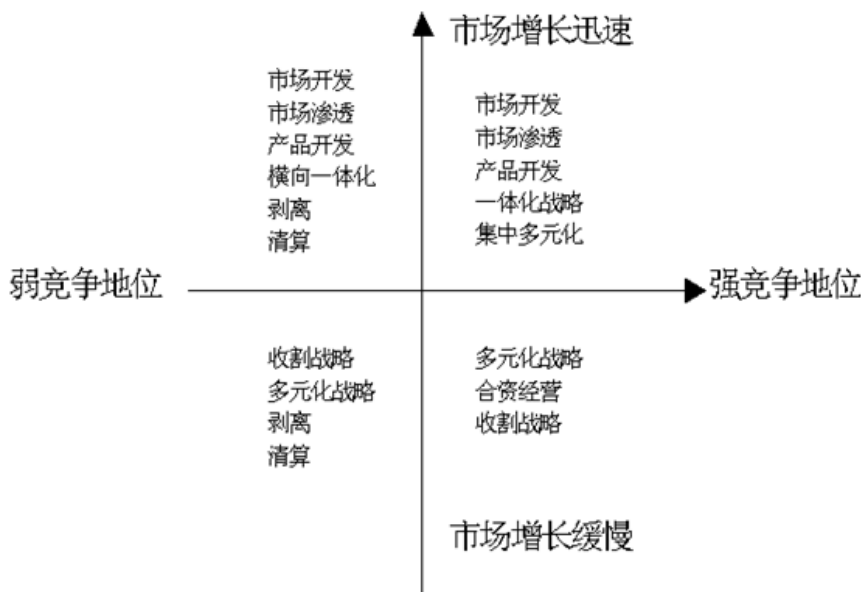 市场增长迅速
市场开发
市场渗透
产品开发
横向一体化
剥离
清算
市场开发
市场渗透
产品开发
一体化战略
集中多元化
弱竞争地位
强竞争地位
收割战略
多元化战略
剥离
清算
多元化战略
合资经营
收割战略
市场增长缓慢